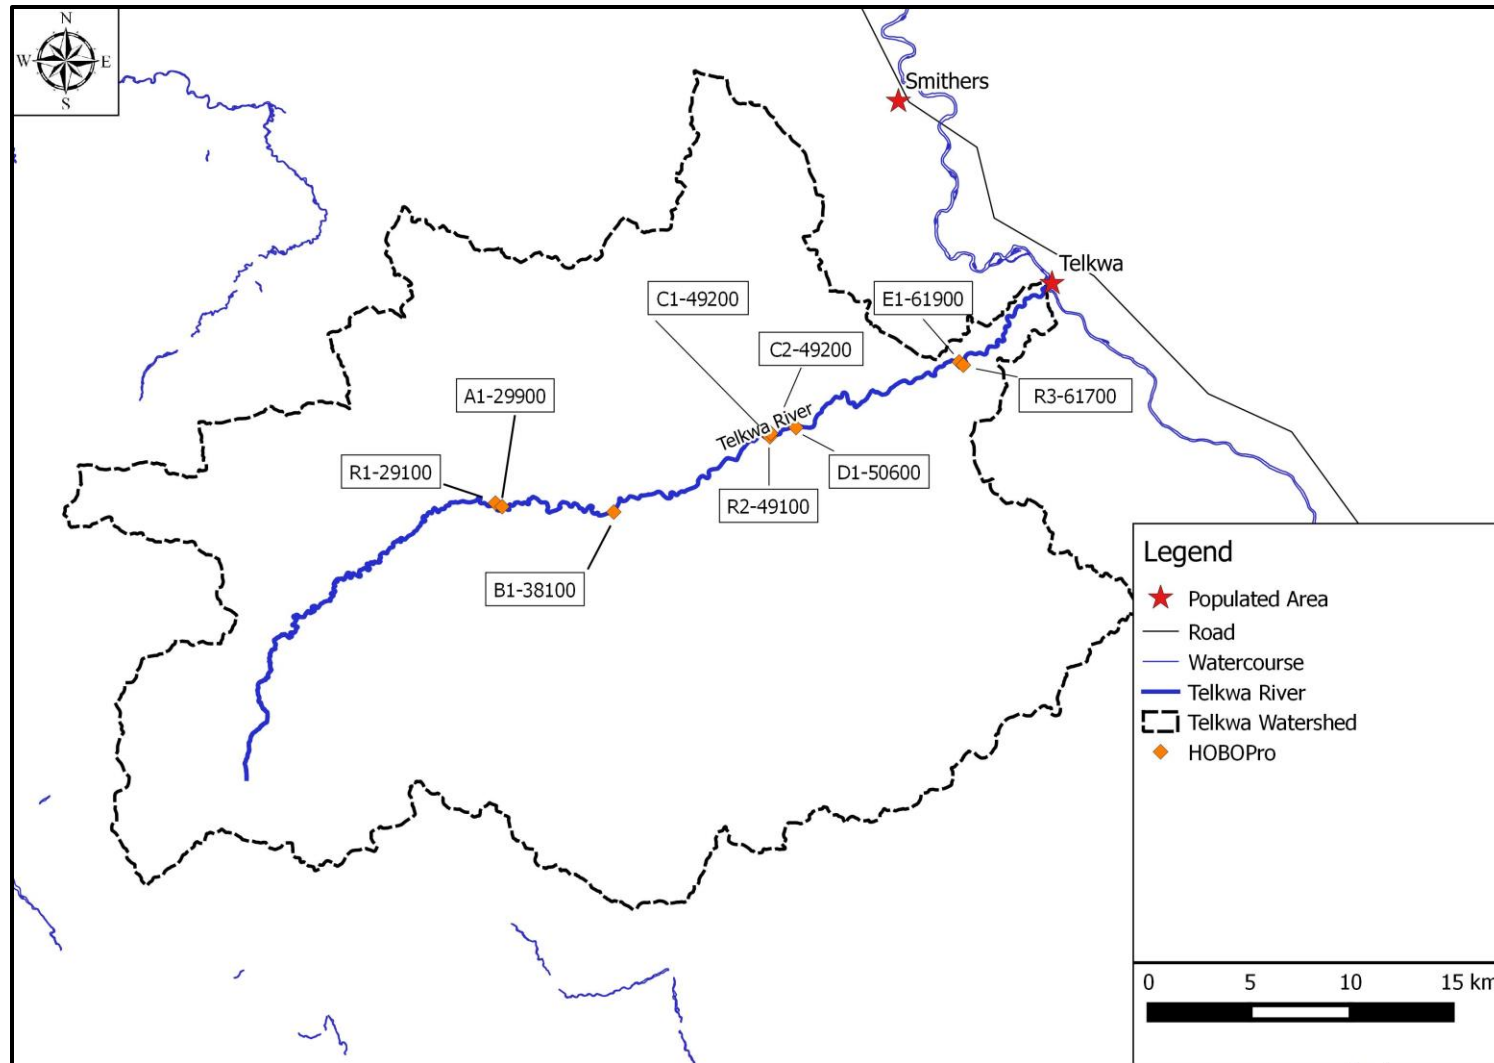 N
W E
S
Smithers
Telkwa
C1-49200
E1-61900
C2-49200
R3-61700
A1-29900
Telkwa River
R1-29100
D1-50600
R2-49100
B1-38100
Legend
Populated Area
Road
Watercourse
Telkwa River
Telkwa Watershed
HOBOPro
0 5 10 15 km